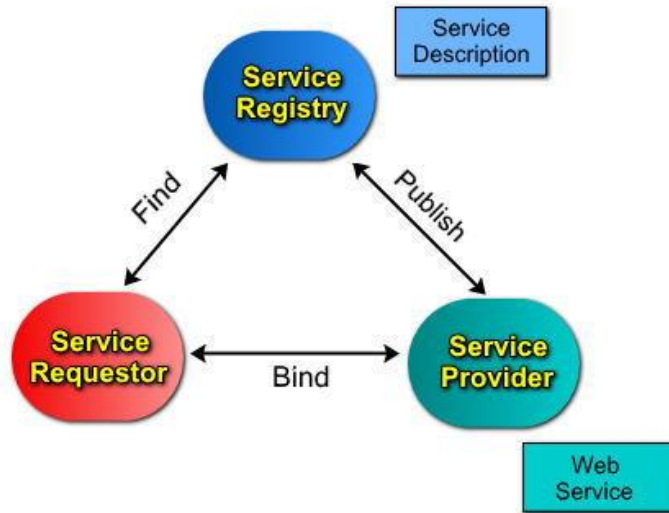 Service
Description
Service
Registry
Find
Publish
Service
Requestor
Bind
Service
Provider
Web
Service